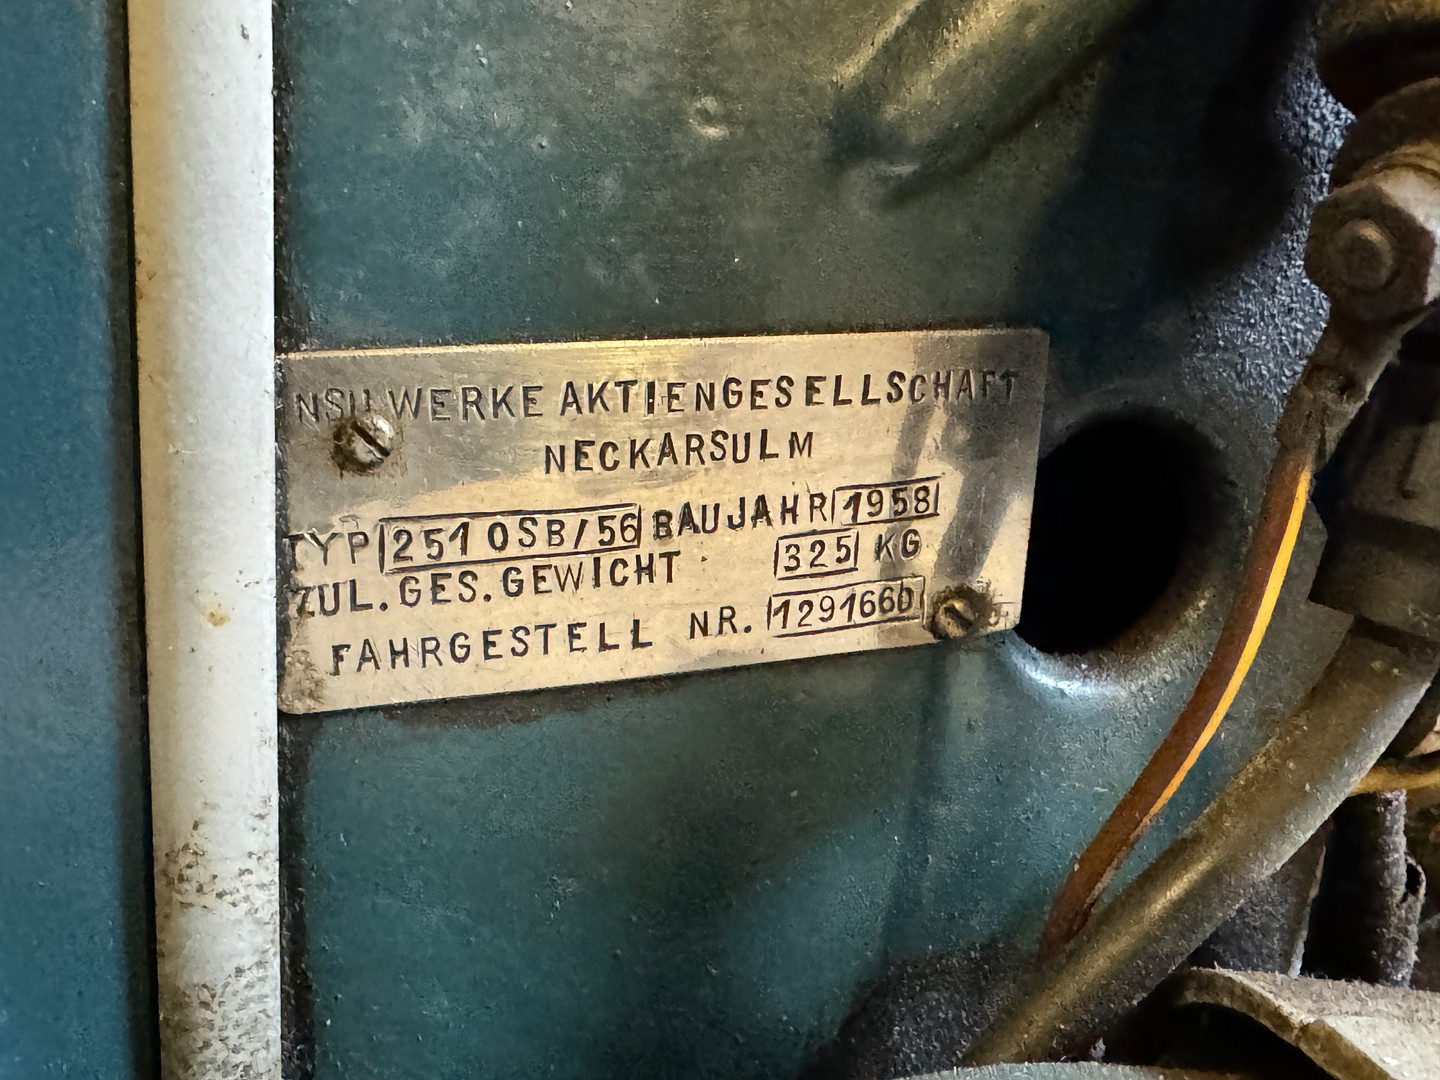 NSU WERKE AKTIENGESELLSCHAFT
NECKARSULM
TYP 251 OSB/56 BAUJAHR 1958
ZUL. GES. GEWICHT 325 KG
FAHRGESTELL NR. 1291660